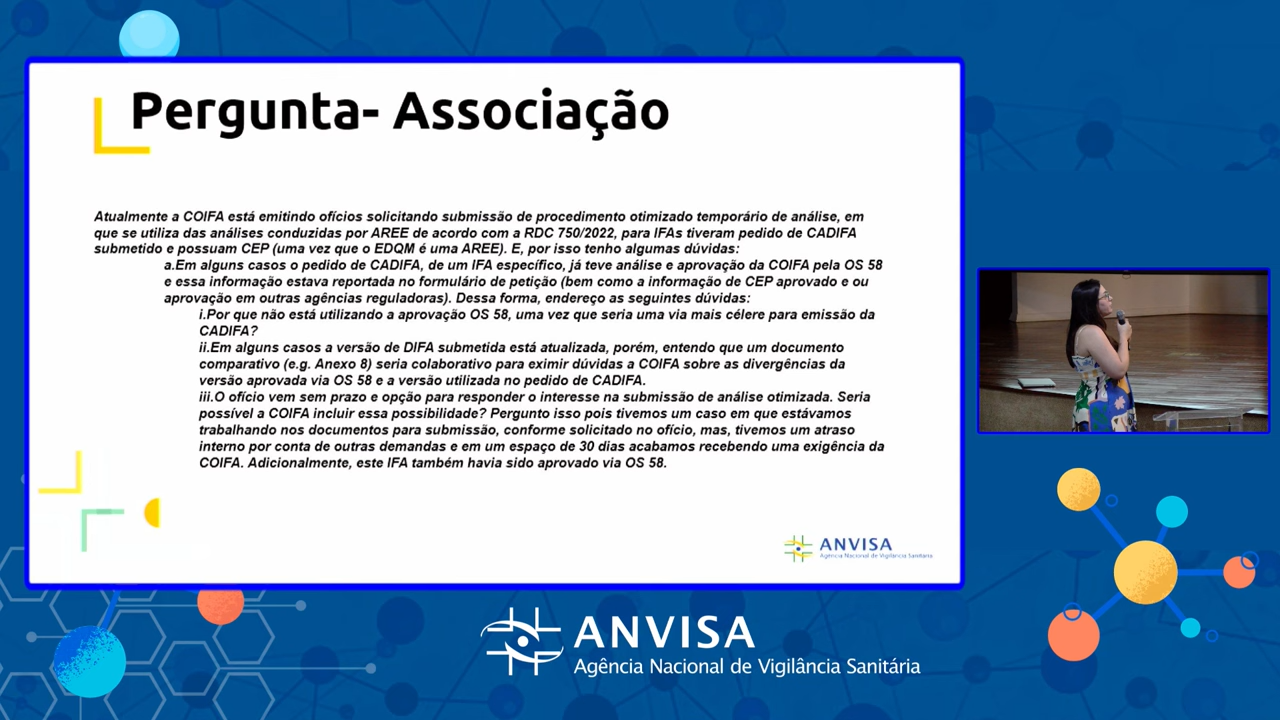 Pergunta- Associação
Atualmente a COIFA está emitindo ofícios solicitando submissão de procedimento otimizado temporário de análise, em
que se utiliza das análises conduzidas por AREE de acordo com a RDC 750/2022, para IFAs tiveram pedido de CADIFA
submetido e possuam CEP (uma vez que o EDQM é uma AREE). E, por isso tenho algumas dúvidas:
a.Em alguns casos o pedido de CADIFA, de um IFA específico, já teve análise e aprovação da COIFA pela OS 58
e essa informação estava reportada no formulário de petição (bem como a informação de CEP aprovado e ou
aprovação em outras agências reguladoras). Dessa forma, endereço as seguintes dúvidas:
i.Por que não está utilizando a aprovação OS 58, uma vez que seria uma via mais célere para emissão da
CADIFA?
ii.Em alguns casos a versão de DIFA submetida está atualizada, porém, entendo que um documento
comparativo (e.g. Anexo 8) seria colaborativo para eximir dúvidas a COIFA sobre as divergências da
versão aprovada via OS 58 e a versão utilizada no pedido de CADIFA.
iii.O ofício vem sem prazo e opção para responder o interesse na submissão de análise otimizada. Seria
possível a COIFA incluir essa possibilidade? Pergunto isso pois tivemos um caso em que estávamos
trabalhando nos documentos para submissão, conforme solicitado no ofício, mas, tivemos um atraso
interno por conta de outras demandas e em um espaço de 30 dias acabamos recebendo uma exigência da
COIFA. Adicionalmente, este IFA também havia sido aprovado via OS 58.
ANVISA
Agência Nacional de Vigilância Sanitária
ANVISA
Agência Nacional de Vigilância Sanitária